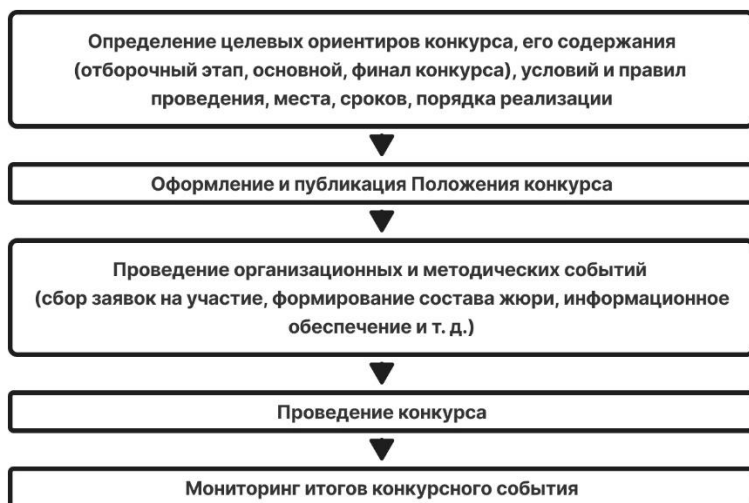 Определение целевых ориентиров конкурса, его содержания
(отборочный этап, основной, финал конкурса), условий и правил
проведения, места, сроков, порядка реализации
Оформление и публикация Положения конкурса
Проведение организационных и методических событий
(сбор заявок на участие, формирование состава жюри, информационное
обеспечение и т. д.)
Проведение конкурса
Мониторинг итогов конкурсного события